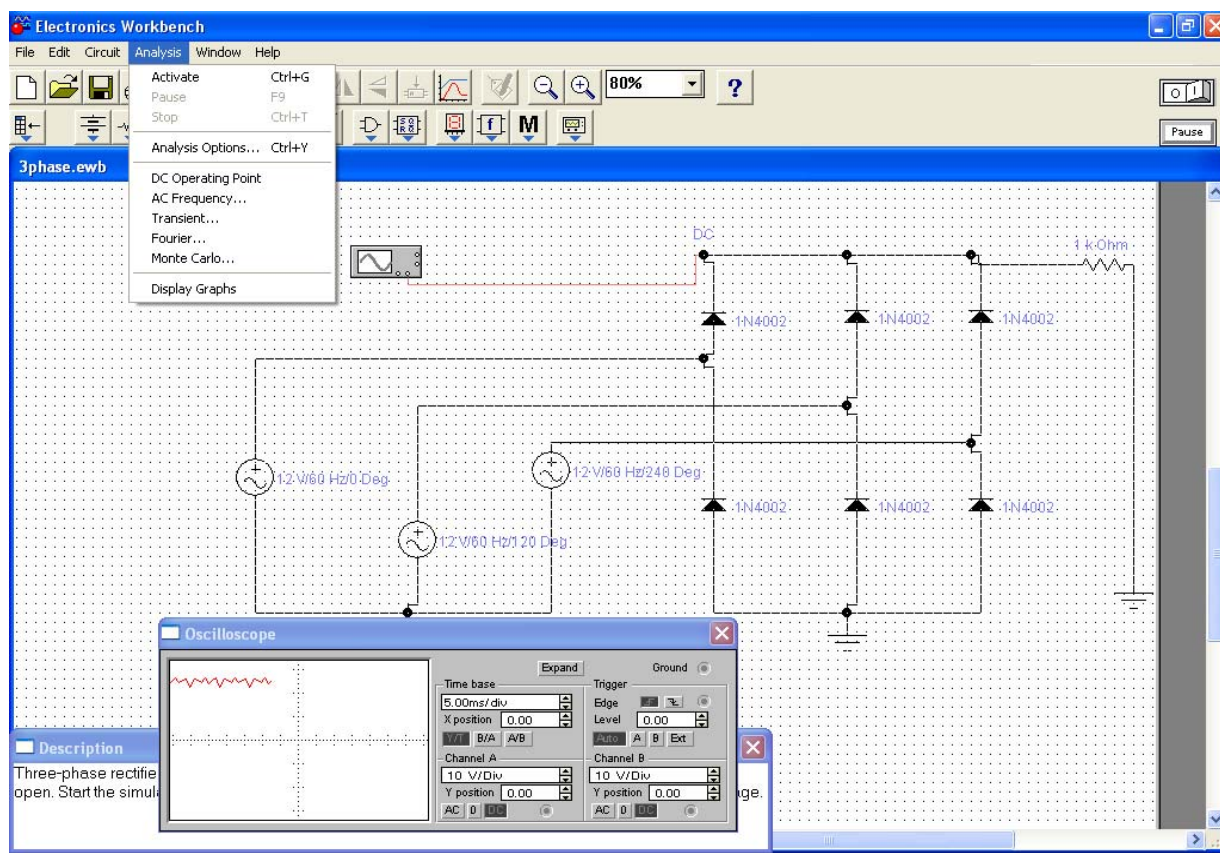 Electronics Workbench
File Edit Circuit Analysis Window Help
Activate Ctrl+G
Pause F9
Stop Ctrl+T
Analysis Options... Ctrl+Y
DC Operating Point
AC Frequency...
Transient...
Fourier...
Monte Carlo...
Display Graphs
80%
?
M
Pause
3phase.ewb
DC
1 k·Ohm
1N4002
1N4002
1N4002
12 V/60 Hz/0 Deg
12 V/60 Hz/240 Deg
12 V/60 Hz/120 Deg
1N4002
1N4002
1N4002
Oscilloscope
Expand
Ground
Time base
5.00ms/div
X position 0.00
Y/T B/A A/B
Trigger
Edge
Level 0.00
Auto A B Ext
Channel A
10 V/Div
Y position 0.00
AC 0 DC
Channel B
10 V/Div
Y position 0.00
AC 0 DC
Description
Three-phase rectifie
open. Start the simul
ge.